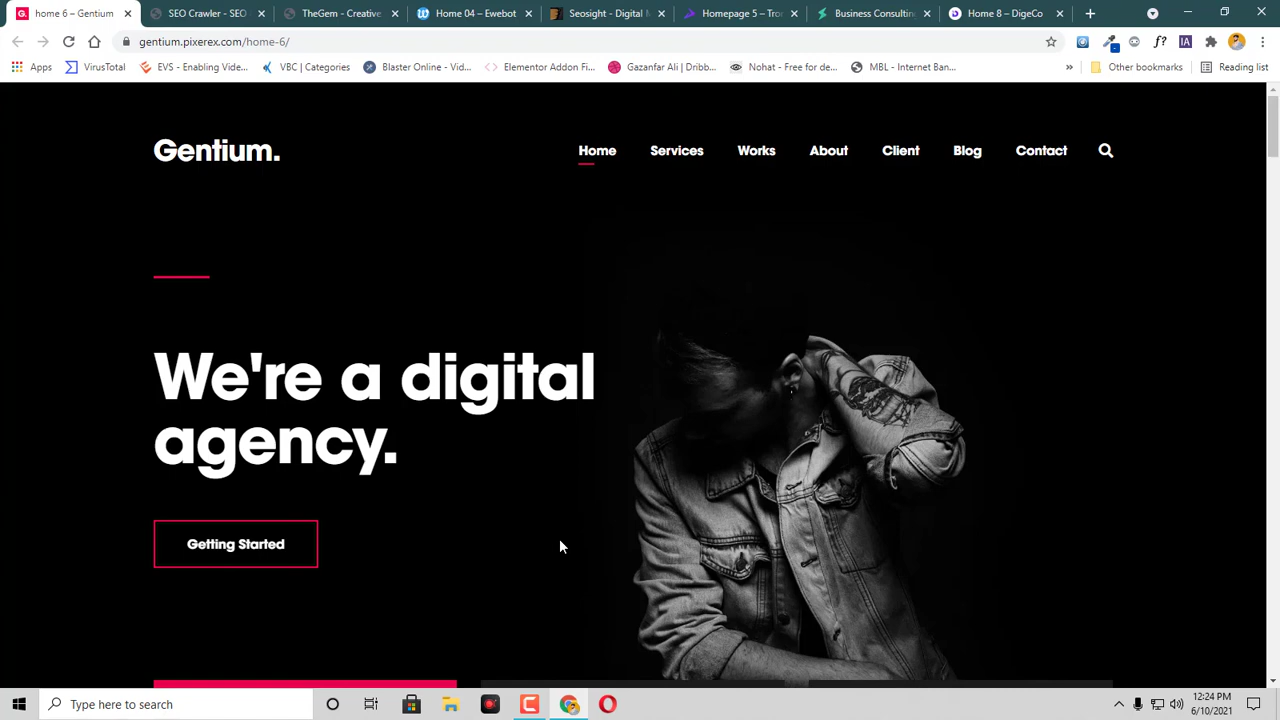 home 6 – Gentium
SEO Crawler - SEO
TheGem - Creative
Home 04 – Ewebot
Seosight - Digital M
Homepage 5 – Tron
Business Consulting
Home 8 – DigeCo
gentium.pixerex.com/home-6/
f?
IA
Apps
VirusTotal
EVS - Enabling Vide...
VBC | Categories
Blaster Online - Vid...
Elementor Addon Fi...
Gazanfar Ali | Dribb...
Nohat - Free for de...
MBL - Internet Ban...
»
Other bookmarks
Reading list
Gentium.
Home
Services
Works
About
Client
Blog
Contact
We're a digital
agency.
Getting Started
Type here to search
12:24 PM
6/10/2021